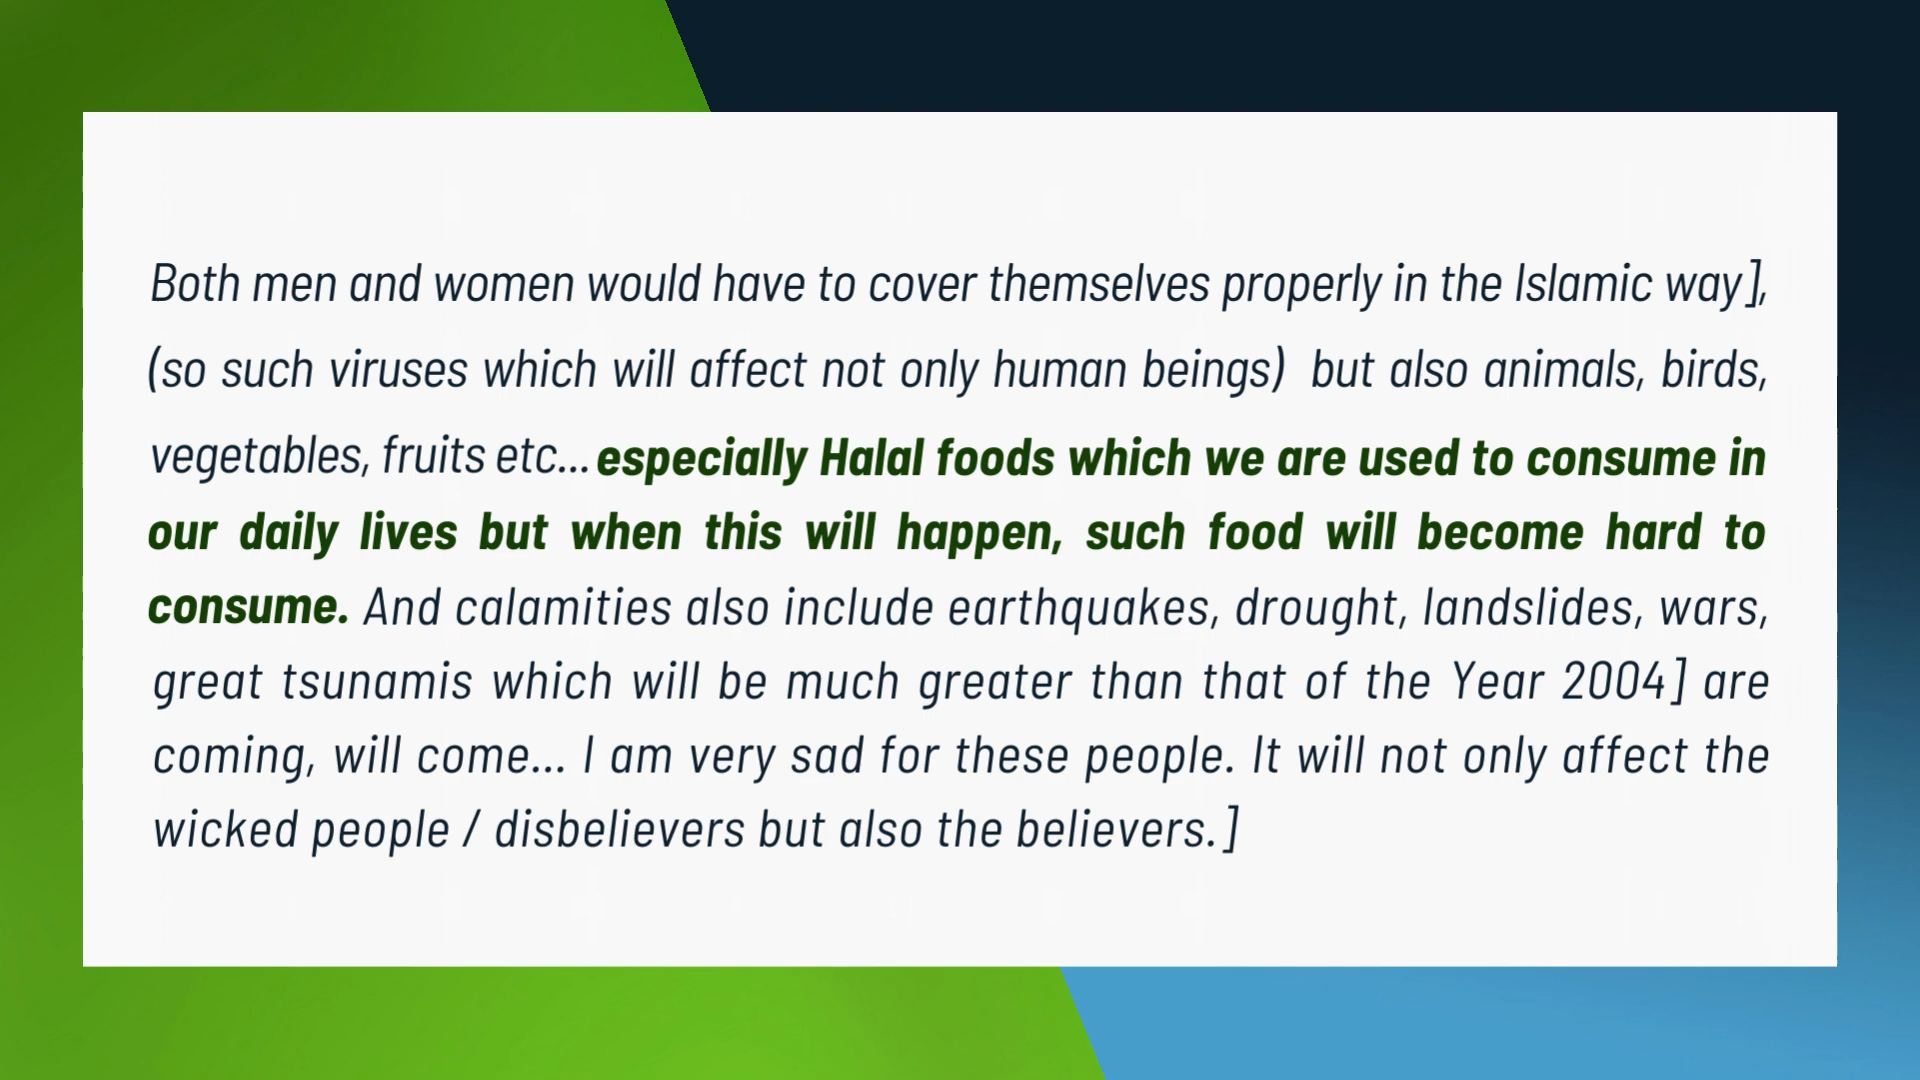 Both men and women would have to cover themselves properly in the Islamic way],
(so such viruses which will affect not only human beings)  but also animals, birds,
vegetables, fruits etc... especially Halal foods which we are used to consume in
our daily lives but when this will happen, such food will become hard to
consume. And calamities also include earthquakes, drought, landslides, wars,
great tsunamis which will be much greater than that of the Year 2004] are
coming, will come... I am very sad for these people. It will not only affect the
wicked people / disbelievers but also the believers.]